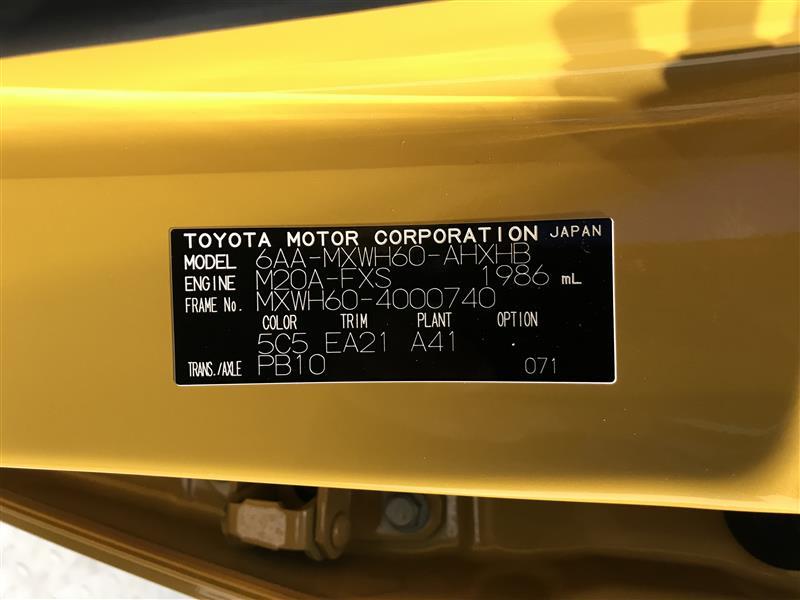 TOYOTA MOTOR CORPORATION JAPAN
MODEL 6AA-MXWH60-AHXHB
ENGINE M20A-FXS 1986 mL
FRAME No. MXWH60-4000740
COLOR TRIM PLANT OPTION
5C5 EA21 A41
TRANS./AXLE PB10 071